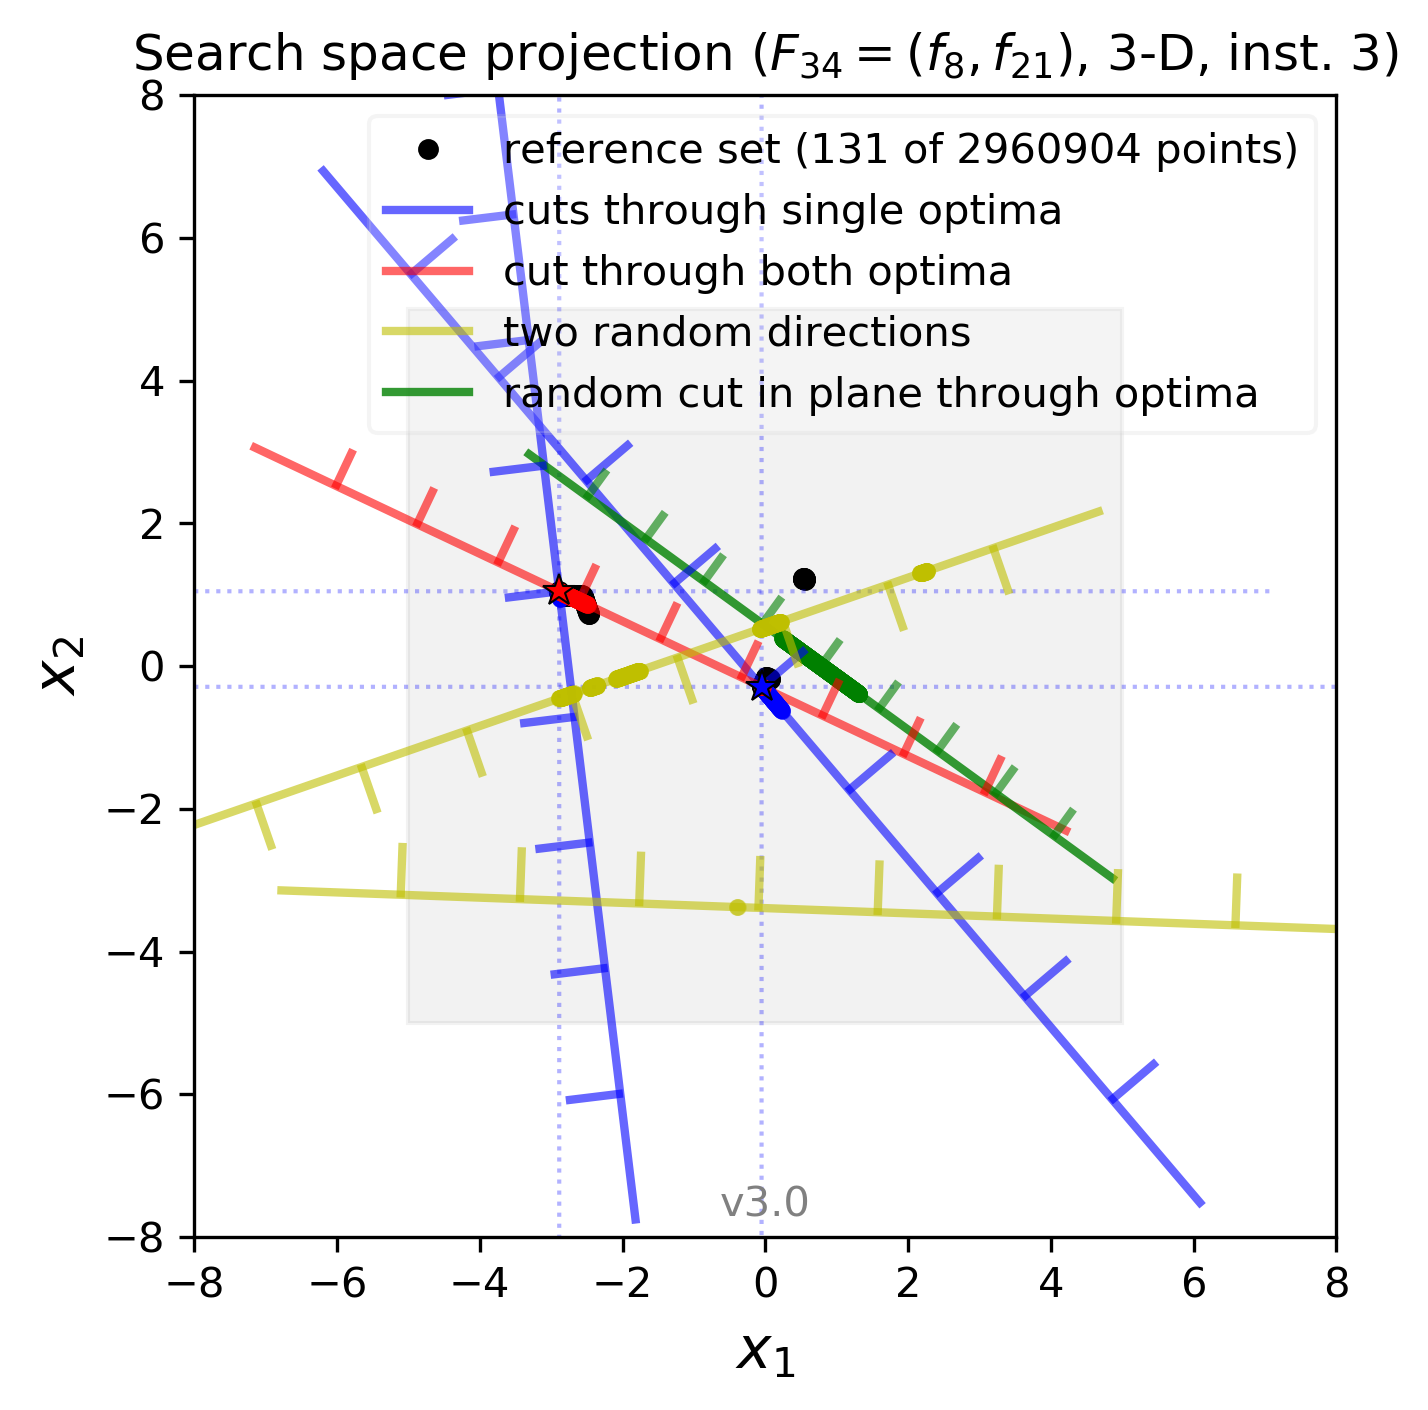 Search space projection (F₃₄ = (f₈, f₂₁), 3-D, inst. 3)
reference set (131 of 2960904 points)
cuts through single optima
cut through both optima
two random directions
random cut in plane through optima
8
6
4
2
0
−2
−4
−6
−8
x₂
v3.0
−8 −6 −4 −2 0 2 4 6 8
x₁